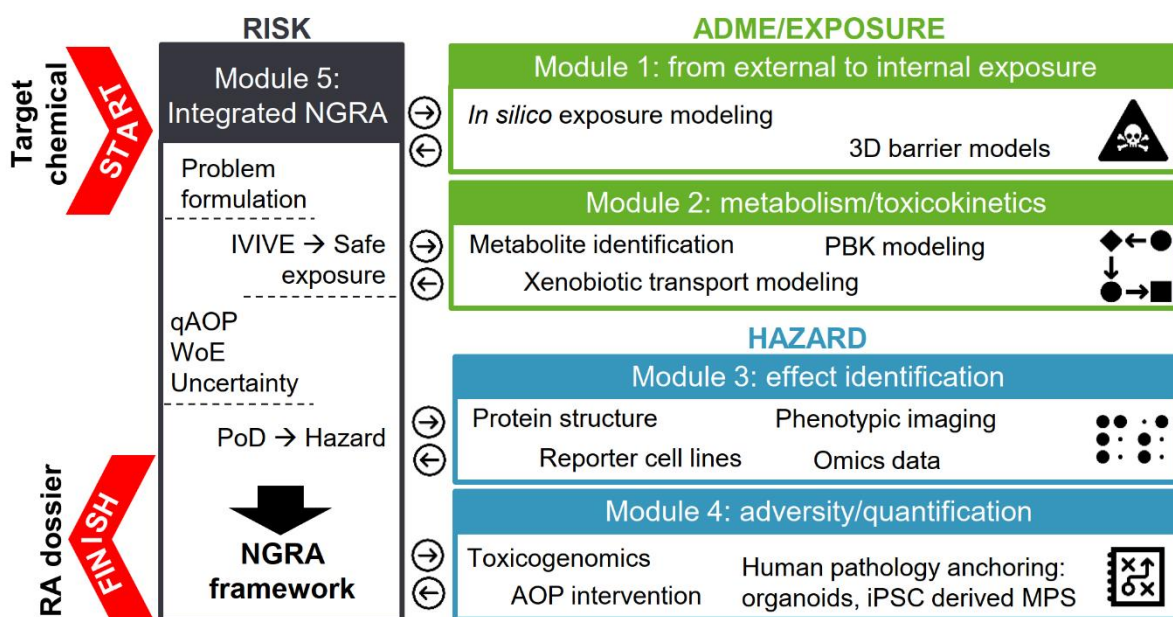 Target
chemical
START
RISK
Module 5:
Integrated NGRA
Problem
formulation
IVIVE → Safe
exposure
qAOP
WoE
Uncertainty
PoD → Hazard
NGRA
framework
RA dossier
FINISH
ADME/EXPOSURE
Module 1: from external to internal exposure
In silico exposure modeling
3D barrier models
Module 2: metabolism/toxicokinetics
Metabolite identification PBK modeling
Xenobiotic transport modeling
HAZARD
Module 3: effect identification
Protein structure Phenotypic imaging
Reporter cell lines Omics data
Module 4: adversity/quantification
Toxicogenomics
AOP intervention
Human pathology anchoring:
organoids, iPSC derived MPS